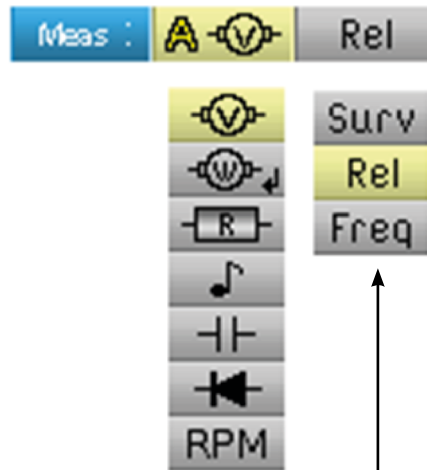 Meas : A V Rel
V Surv
W Rel
R Freq
RPM